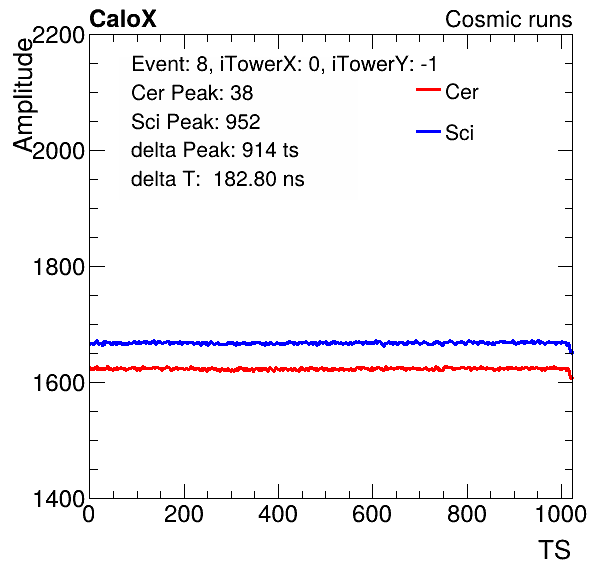 CaloX Cosmic runs
Amplitude
2200
2000
1800
1600
1400
Event: 8, iTowerX: 0, iTowerY: -1
Cer Peak: 38
Sci Peak: 952
delta Peak: 914 ts
delta T:  182.80 ns
Cer
Sci
0 200 400 600 800 1000
TS